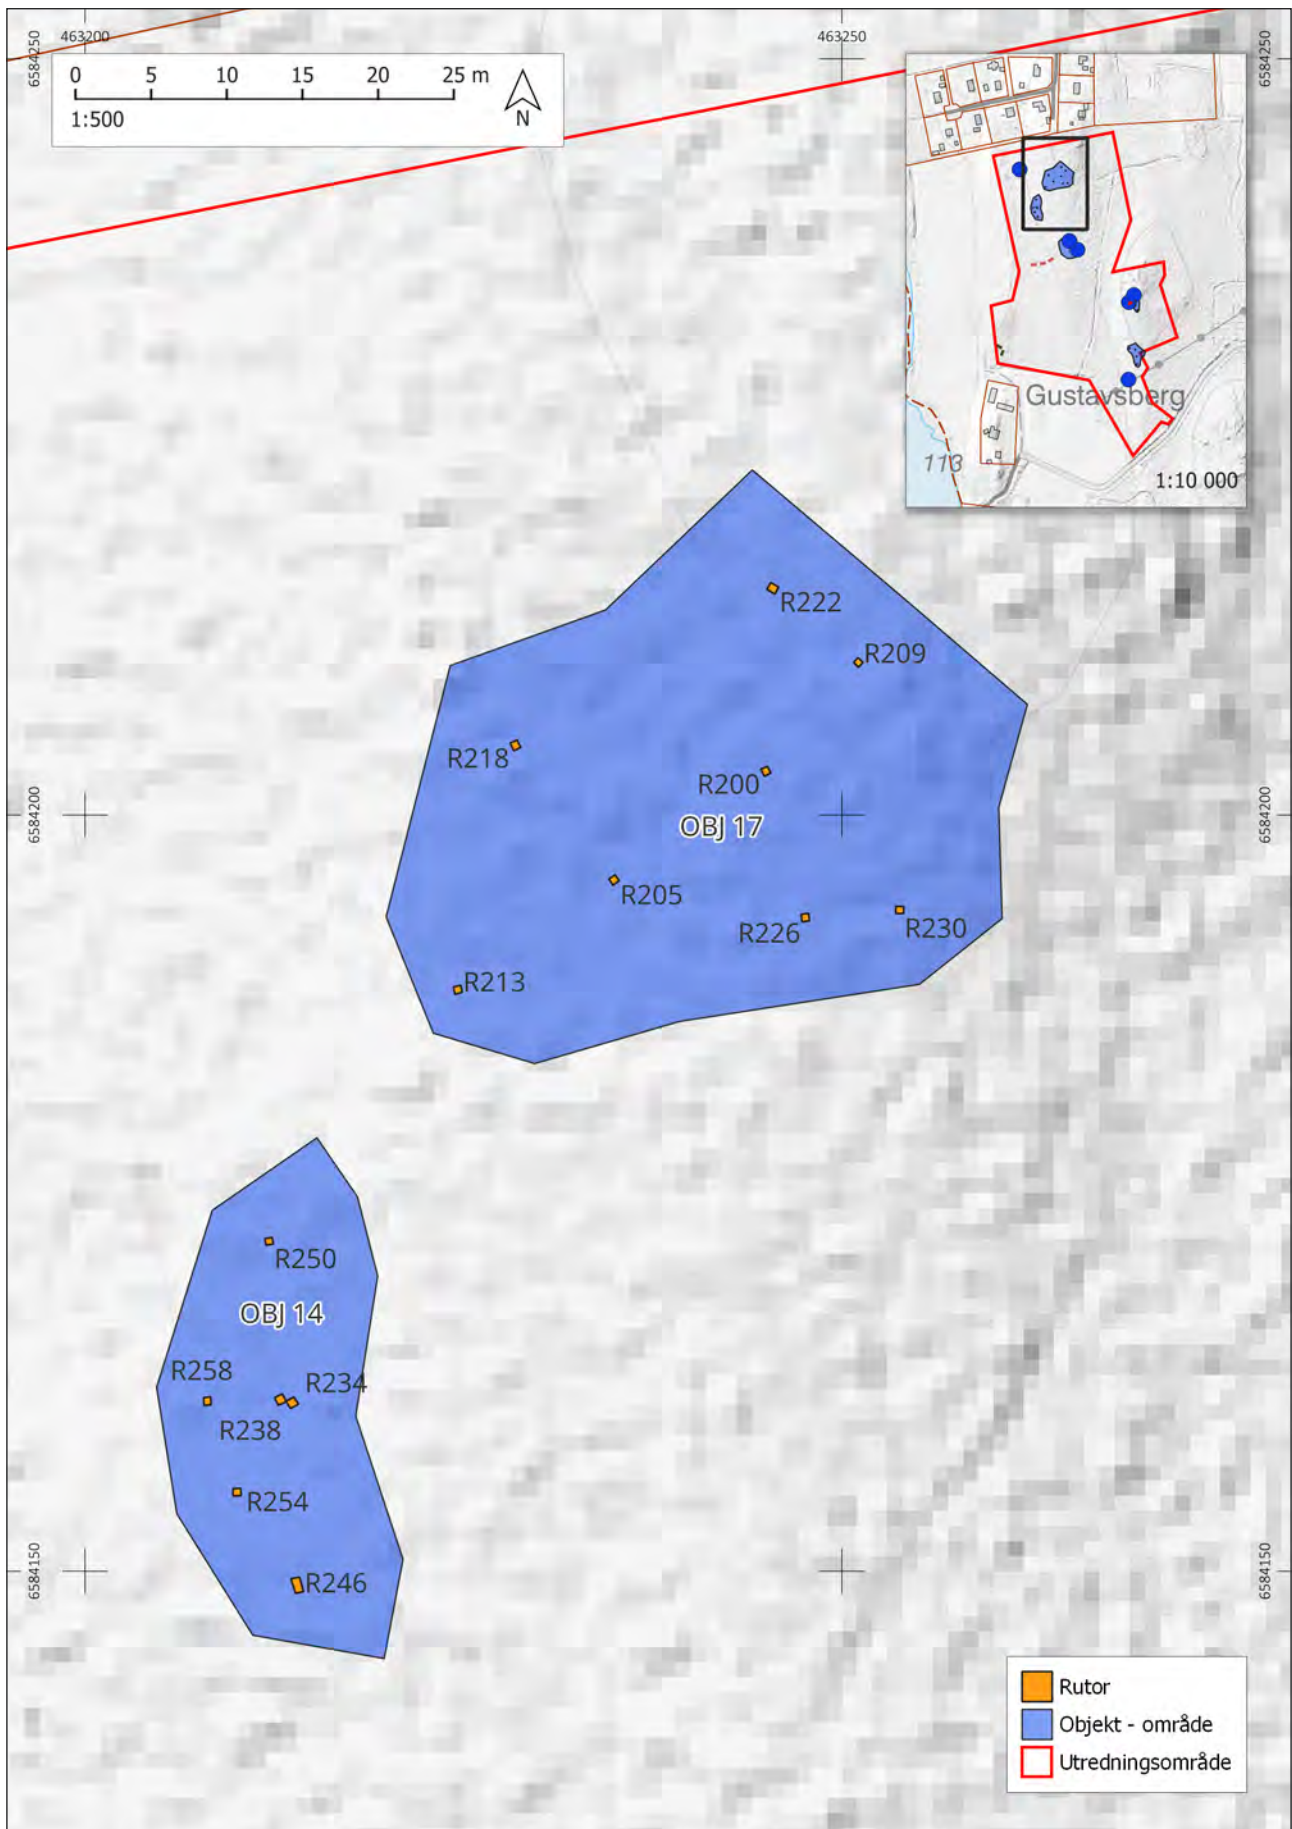 463200
463250
6584250
6584250
0 5 10 15 20 25 m
1:500
N
Gustavsberg
113
1:10 000
R222
R209
R218
R200
OBJ 17
6584200
6584200
R205
R226
R230
R213
R250
OBJ 14
R258
R234
R238
R254
6584150
6584150
R246
Rutor
Objekt - område
Utredningsområde